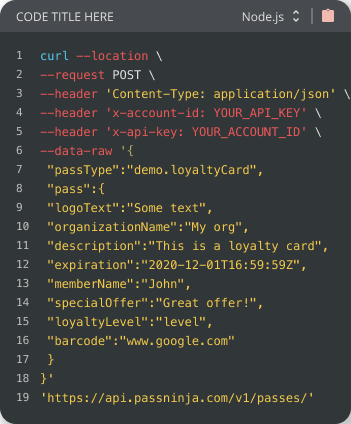 CODE TITLE HERE
Node.js
1 curl --location \
2 --request POST \
3 --header 'Content-Type: application/json' \
4 --header 'x-account-id: YOUR_API_KEY' \
5 --header 'x-api-key: YOUR_ACCOUNT_ID' \
6 --data-raw '{
7 "passType":"demo.loyaltyCard",
8 "pass":{
9 "logoText":"Some text",
10 "organizationName":"My org",
11 "description":"This is a loyalty card",
12 "expiration":"2020-12-01T16:59:59Z",
13 "memberName":"John",
14 "specialOffer":"Great offer!",
15 "loyaltyLevel":"level",
16 "barcode":"www.google.com"
17 }
18 }'
19 'https://api.passninja.com/v1/passes/'